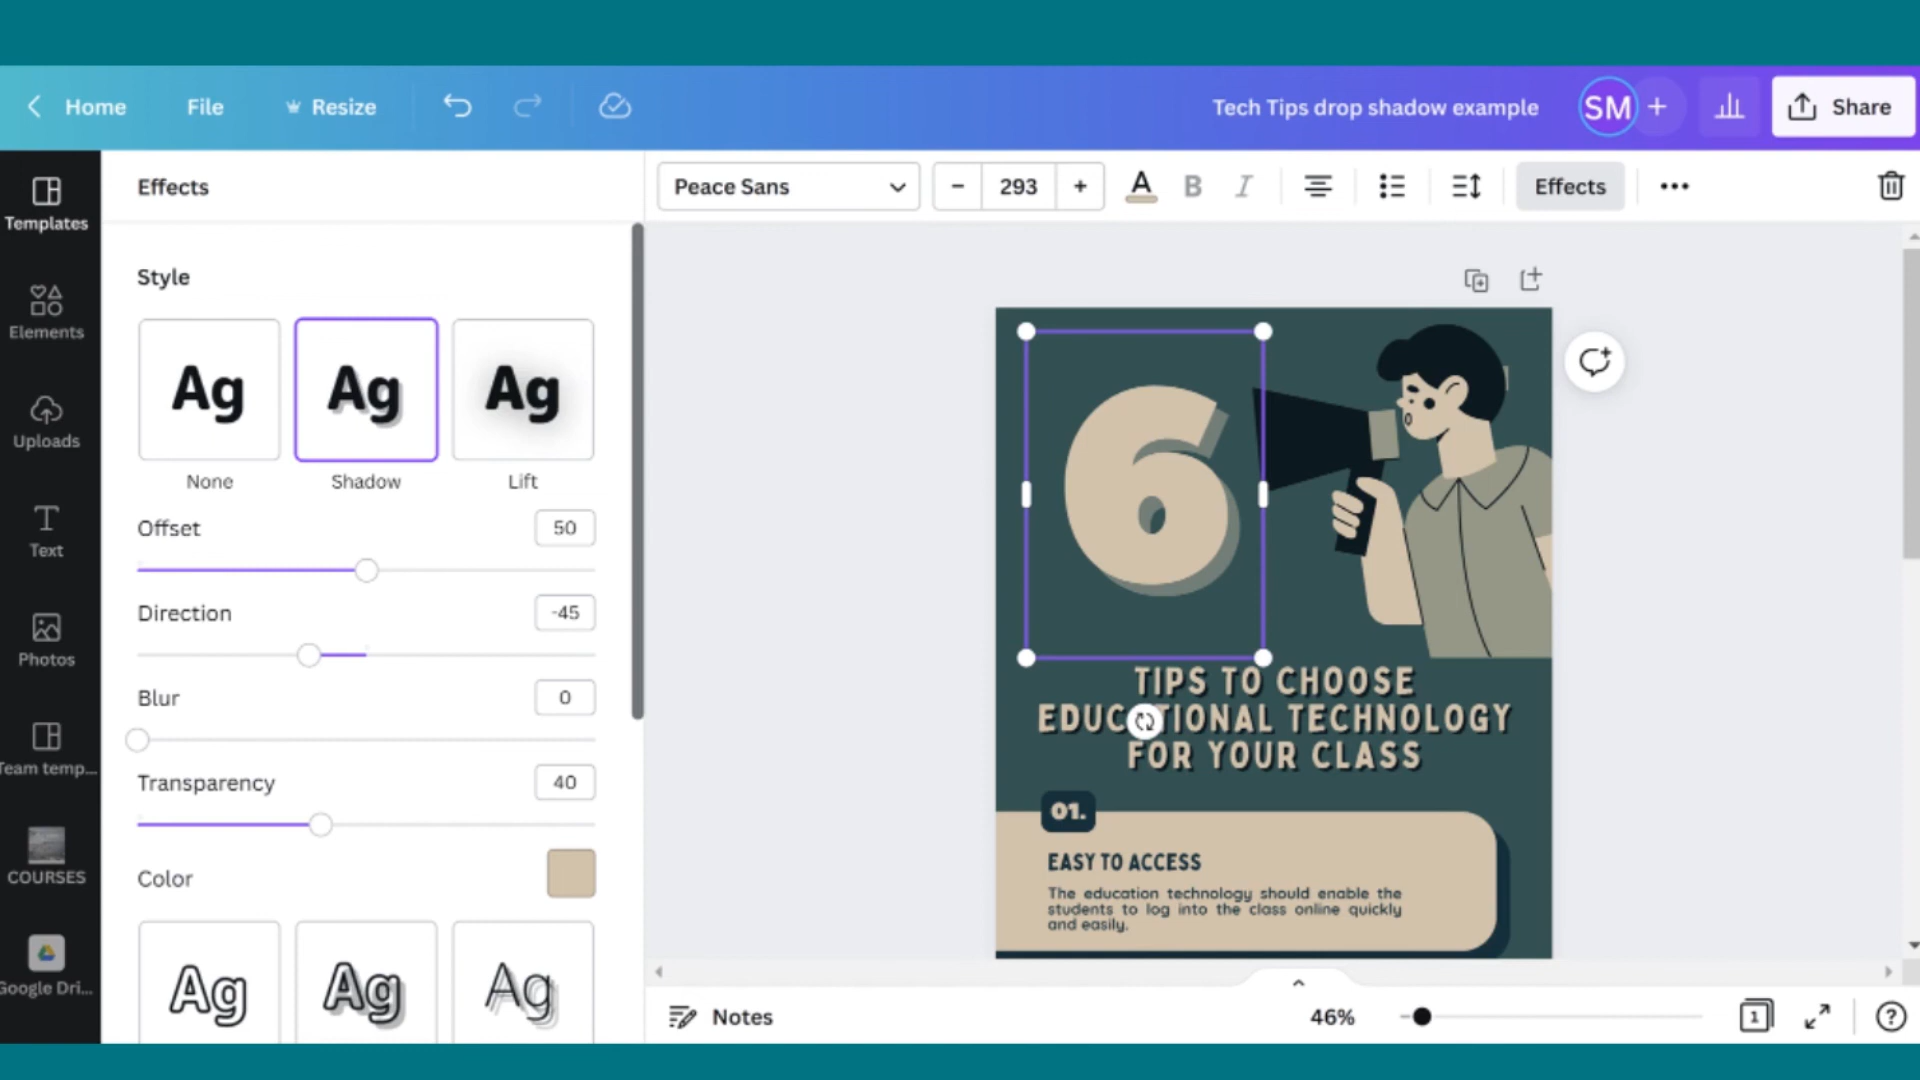 Home
File
Resize
Tech Tips drop shadow example
SM
+
Share
Templates
Elements
Uploads
Text
Photos
Team temp...
COURSES
Google Dri...
Effects
Style
Ag
Ag
Ag
None
Shadow
Lift
Offset
50
Direction
-45
Blur
0
Transparency
40
Color
Ag
Ag
Ag
Peace Sans
- 293 +
A
B
I
Effects
6
TIPS TO CHOOSE
EDUC TIONAL TECHNOLOGY
FOR YOUR CLASS
01.
EASY TO ACCESS
The education technology should enable the
students to log into the class online quickly
and easily.
Notes
46%
1
?